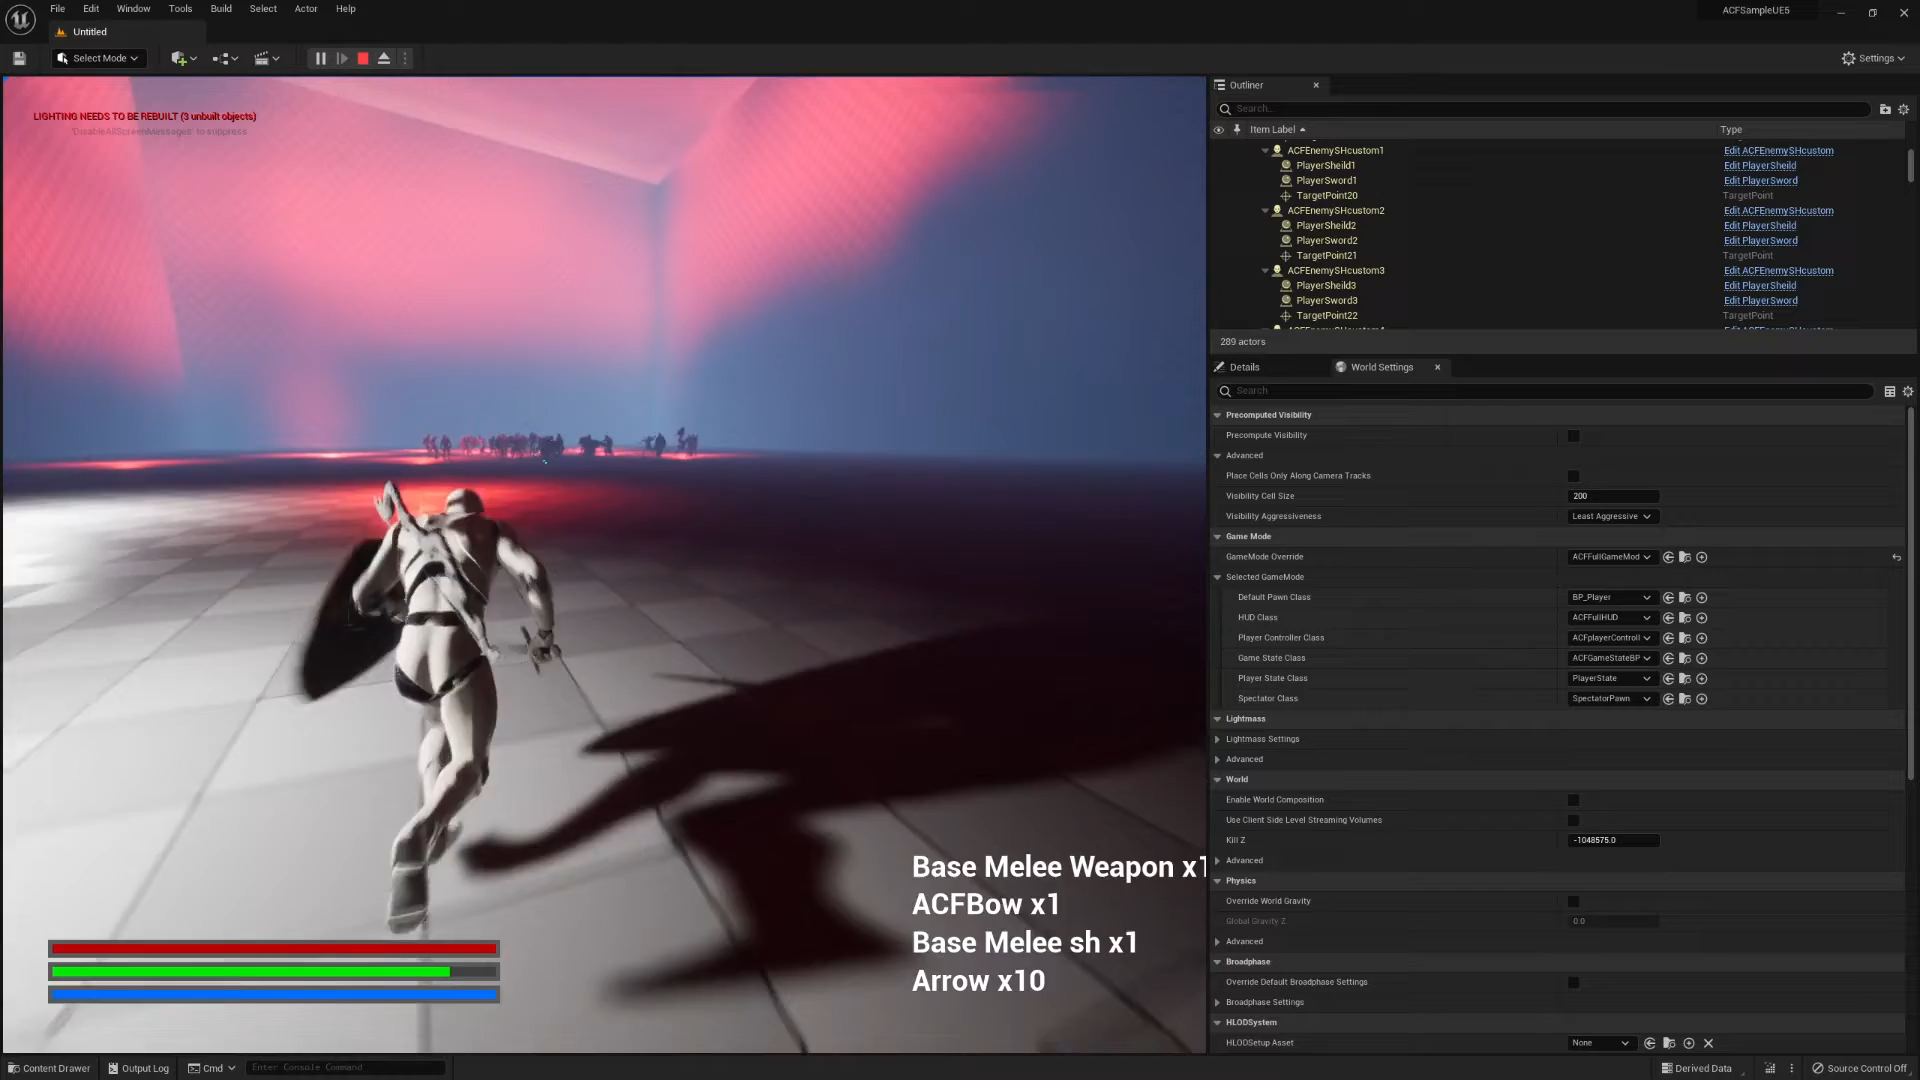 File Edit Window Tools Build Select Actor Help
ACFSampleUE5
Untitled
Select Mode
Settings
LIGHTING NEEDS TO BE REBUILT (3 unbuilt objects)
'DisableAllScreenMessages' to suppress
Outliner
Search...
Item Label Type
ACFEnemySHcustom1 Edit ACFEnemySHcustom
PlayerSheild1 Edit PlayerSheild
PlayerSword1 Edit PlayerSword
TargetPoint20 TargetPoint
ACFEnemySHcustom2 Edit ACFEnemySHcustom
PlayerSheild2 Edit PlayerSheild
PlayerSword2 Edit PlayerSword
TargetPoint21 TargetPoint
ACFEnemySHcustom3 Edit ACFEnemySHcustom
PlayerSheild3 Edit PlayerSheild
PlayerSword3 Edit PlayerSword
TargetPoint22 TargetPoint
289 actors
Details World Settings
Search
Precomputed Visibility
Precompute Visibility
Advanced
Place Cells Only Along Camera Tracks
Visibility Cell Size 200
Visibility Aggressiveness Least Aggressive
Game Mode
GameMode Override ACFFullGameMod
Selected GameMode
Default Pawn Class BP_Player
HUD Class ACFFullHUD
Player Controller Class ACFplayerControll
Game State Class ACFGameStateBP
Player State Class PlayerState
Spectator Class SpectatorPawn
Lightmass
Lightmass Settings
Advanced
World
Enable World Composition
Use Client Side Level Streaming Volumes
Kill Z -1048575.0
Advanced
Physics
Override World Gravity
Global Gravity Z 0.0
Advanced
Broadphase
Override Default Broadphase Settings
Broadphase Settings
HLODSystem
HLODSetup Asset None
Base Melee Weapon x1
ACFBow x1
Base Melee sh x1
Arrow x10
Content Drawer Output Log Cmd Enter Console Command Derived Data Source Control Off